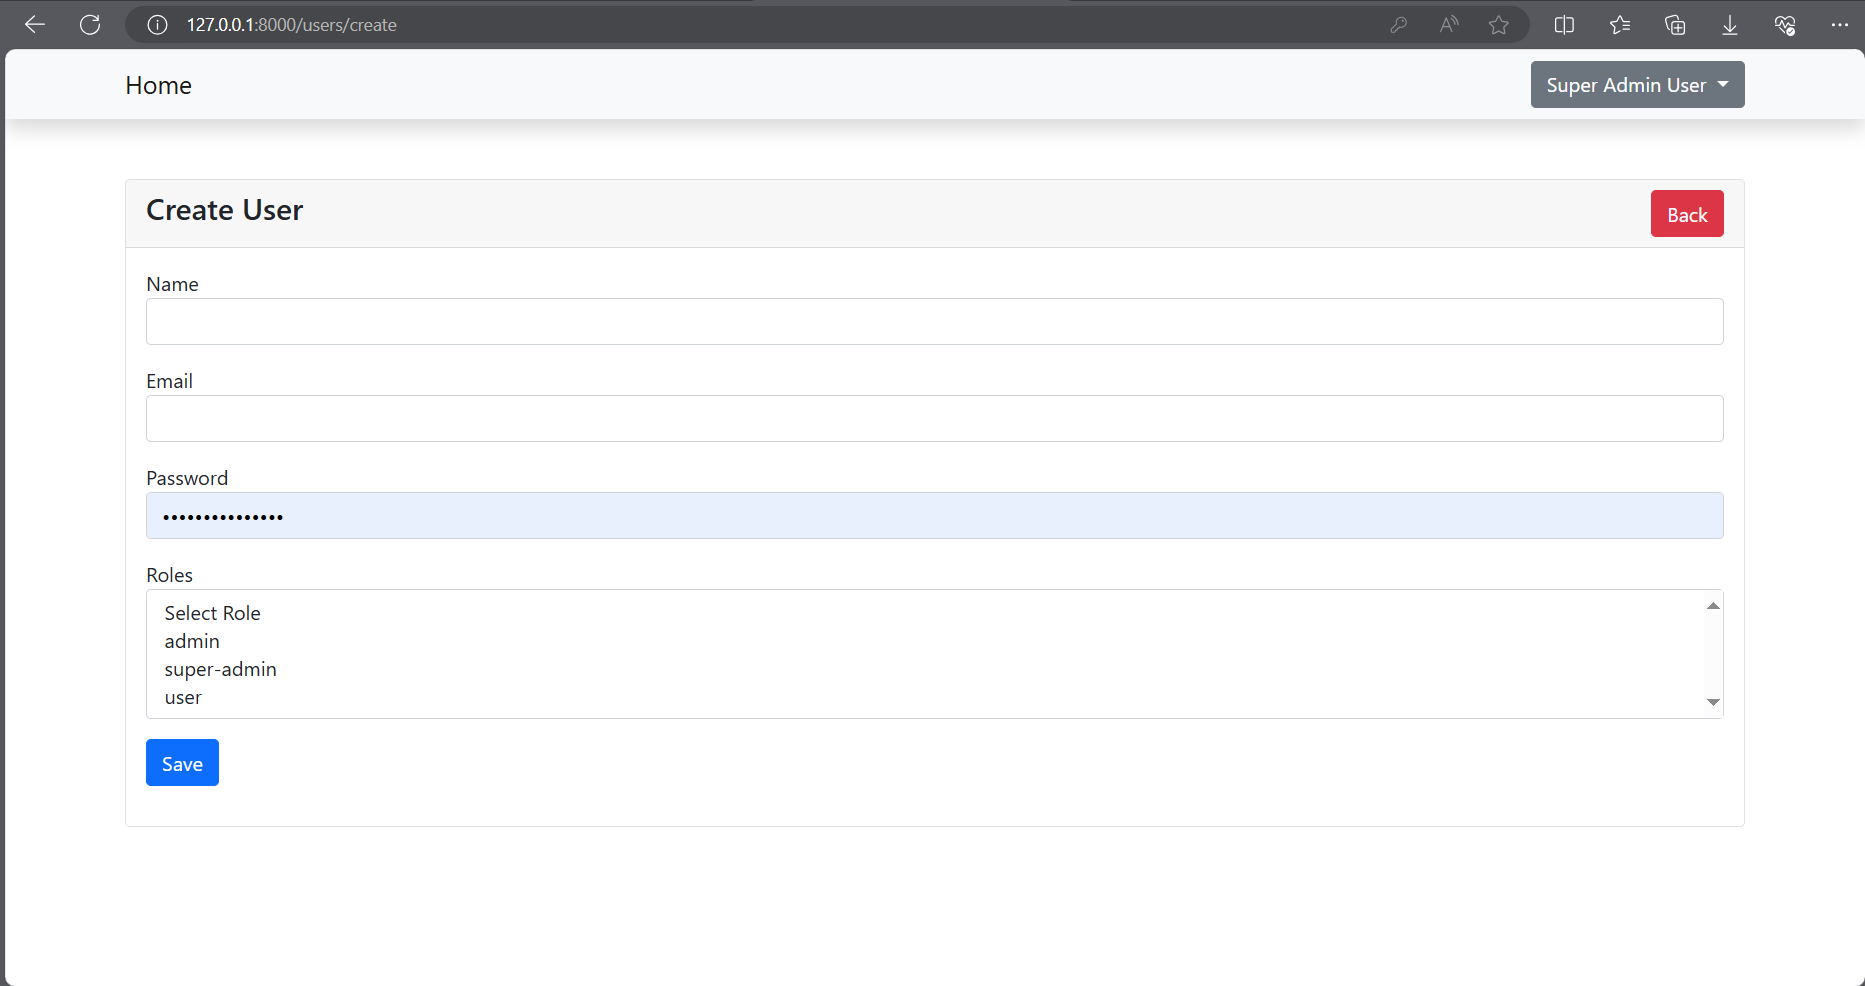 127.0.0.1:8000/users/create
Home
Super Admin User
Create User
Back
Name
Email
Password
•••••••••••••••
Roles
Select Role
admin
super-admin
user
Save